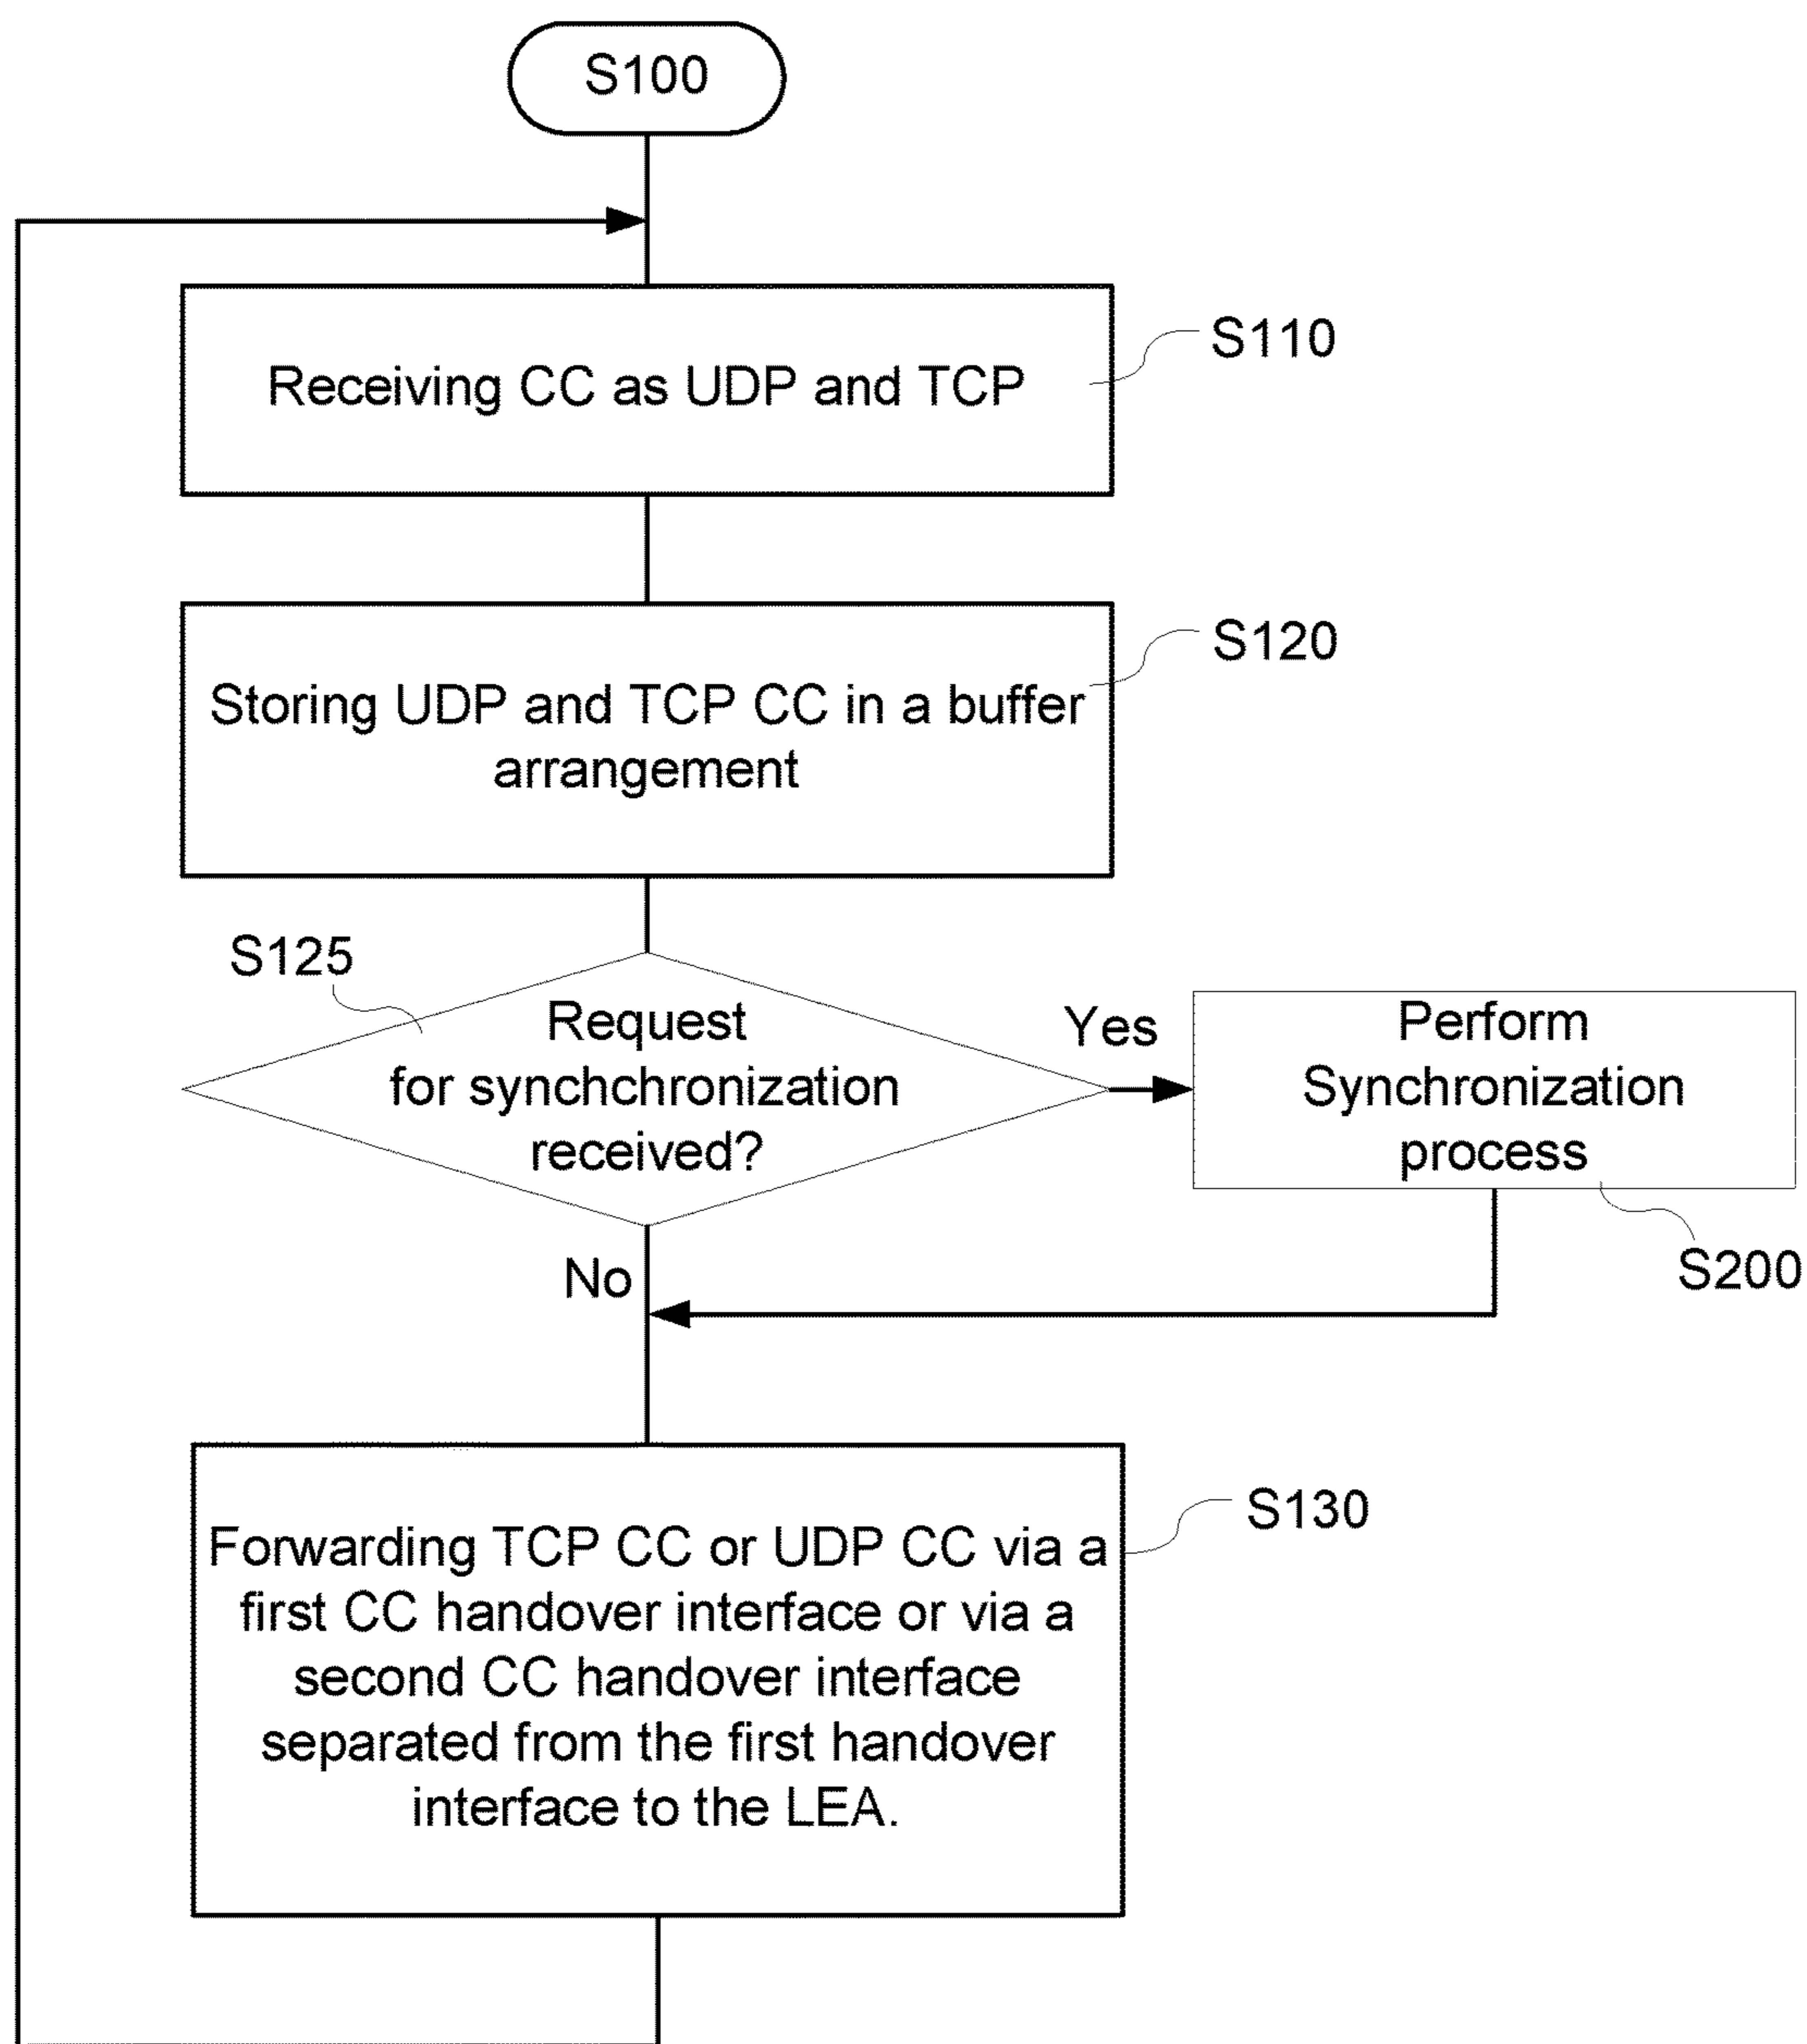 S100
Receiving CC as UDP and TCP
S110
Storing UDP and TCP CC in a buffer
arrangement
S120
S125
Request
for synchchronization
received?
Yes
Perform
Synchronization
process
S200
No
Forwarding TCP CC or UDP CC via a
first CC handover interface or via a
second CC handover interface
separated from the first handover
interface to the LEA.
S130